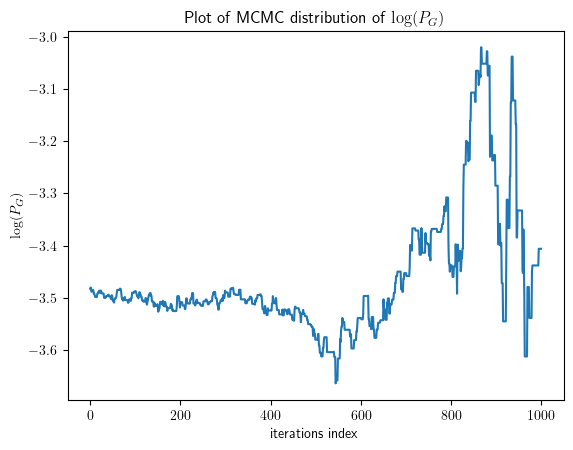 Plot of MCMC distribution of log(P_G)
−3.0
−3.1
−3.2
−3.3
−3.4
−3.5
−3.6
log(P_G)
0 200 400 600 800 1000
iterations index